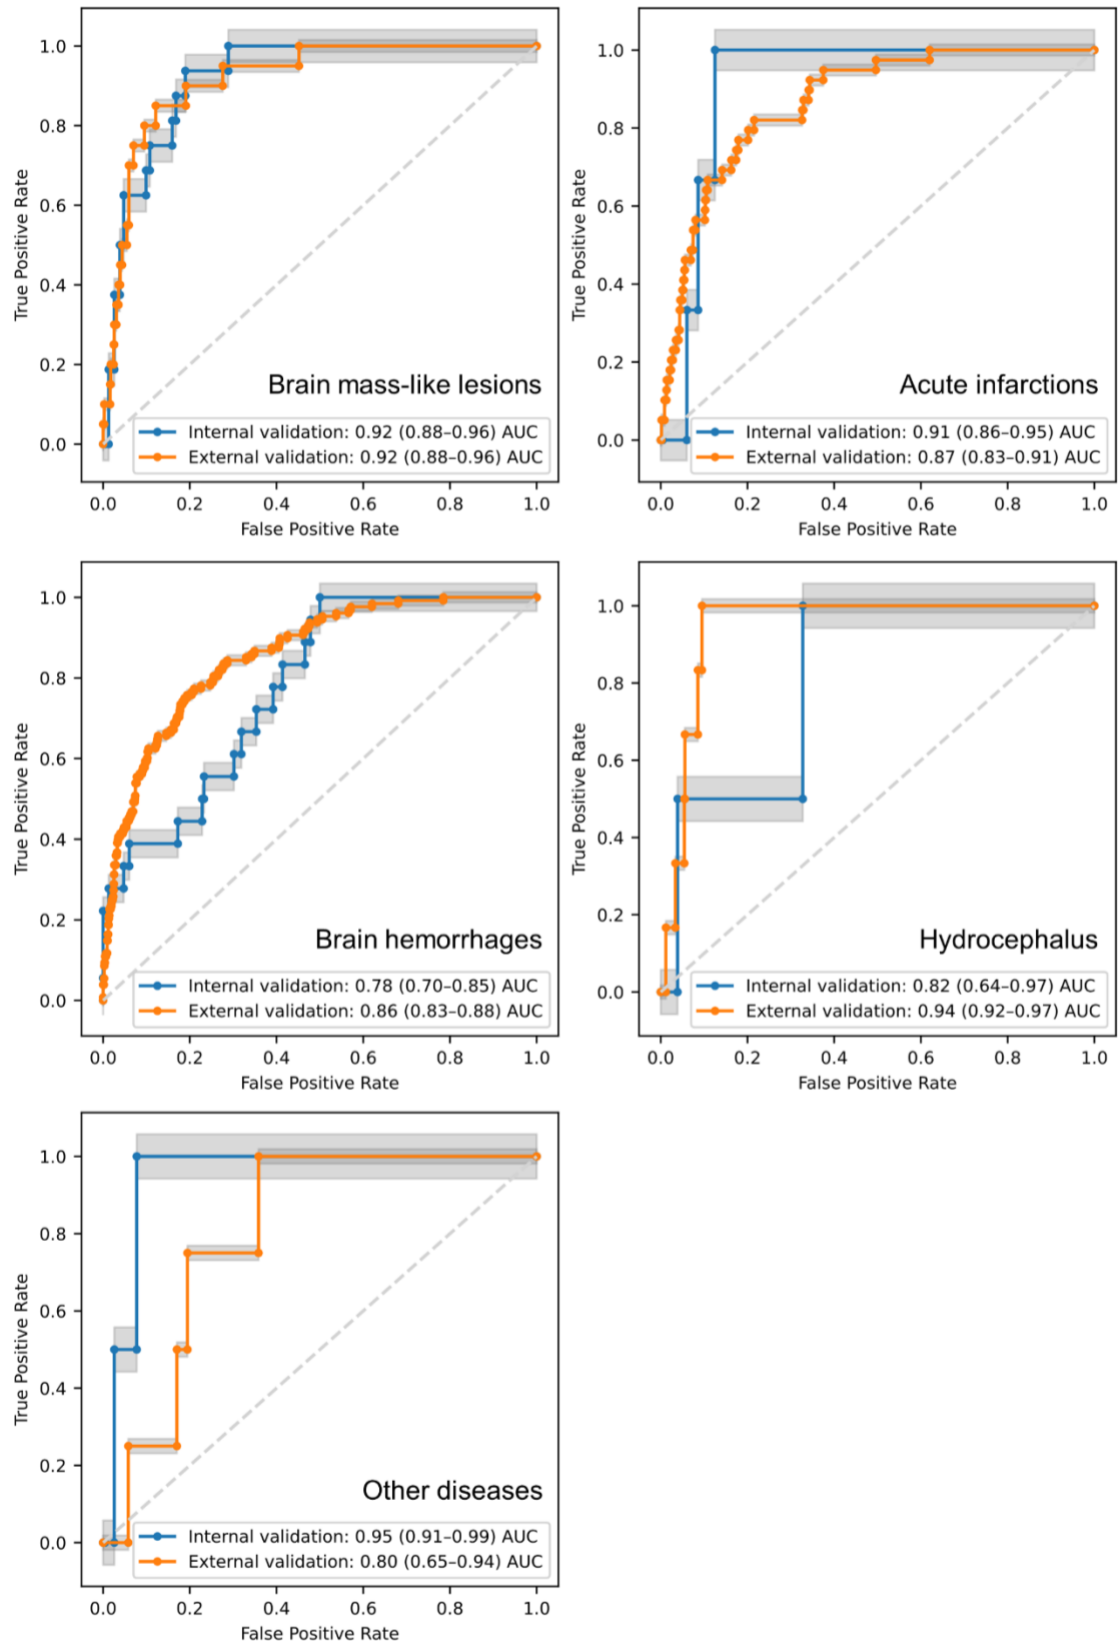 1.0
0.8
0.6
0.4
0.2
0.0
True Positive Rate
Brain mass-like lesions
Internal validation: 0.92 (0.88–0.96) AUC
External validation: 0.92 (0.88–0.96) AUC
0.0 0.2 0.4 0.6 0.8 1.0
False Positive Rate
1.0
0.8
0.6
0.4
0.2
0.0
True Positive Rate
Acute infarctions
Internal validation: 0.91 (0.86–0.95) AUC
External validation: 0.87 (0.83–0.91) AUC
0.0 0.2 0.4 0.6 0.8 1.0
False Positive Rate
1.0
0.8
0.6
0.4
0.2
0.0
True Positive Rate
Brain hemorrhages
Internal validation: 0.78 (0.70–0.85) AUC
External validation: 0.86 (0.83–0.88) AUC
0.0 0.2 0.4 0.6 0.8 1.0
False Positive Rate
1.0
0.8
0.6
0.4
0.2
0.0
True Positive Rate
Hydrocephalus
Internal validation: 0.82 (0.64–0.97) AUC
External validation: 0.94 (0.92–0.97) AUC
0.0 0.2 0.4 0.6 0.8 1.0
False Positive Rate
1.0
0.8
0.6
0.4
0.2
0.0
True Positive Rate
Other diseases
Internal validation: 0.95 (0.91–0.99) AUC
External validation: 0.80 (0.65–0.94) AUC
0.0 0.2 0.4 0.6 0.8 1.0
False Positive Rate